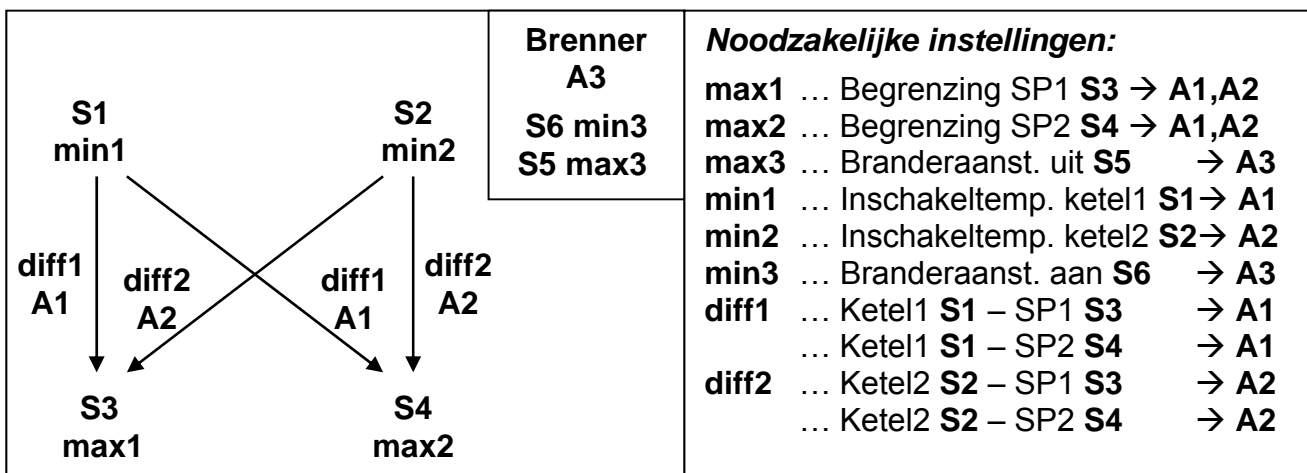 Brenner
A3
S6 min3
S5 max3
S1
min1
S2
min2
diff1
A1
diff2
A2
diff1
A1
diff2
A2
S3
max1
S4
max2
Noodzakelijke instellingen:
max1 … Begrenzing SP1 S3 → A1,A2
max2 … Begrenzing SP2 S4 → A1,A2
max3 … Branderaanst. uit S5 → A3
min1 … Inschakeltemp. ketel1 S1→ A1
min2 … Inschakeltemp. ketel2 S2→ A2
min3 … Branderaanst. aan S6 → A3
diff1 … Ketel1 S1 – SP1 S3 → A1
… Ketel1 S1 – SP2 S4 → A1
diff2 … Ketel2 S2 – SP1 S3 → A2
… Ketel2 S2 – SP2 S4 → A2